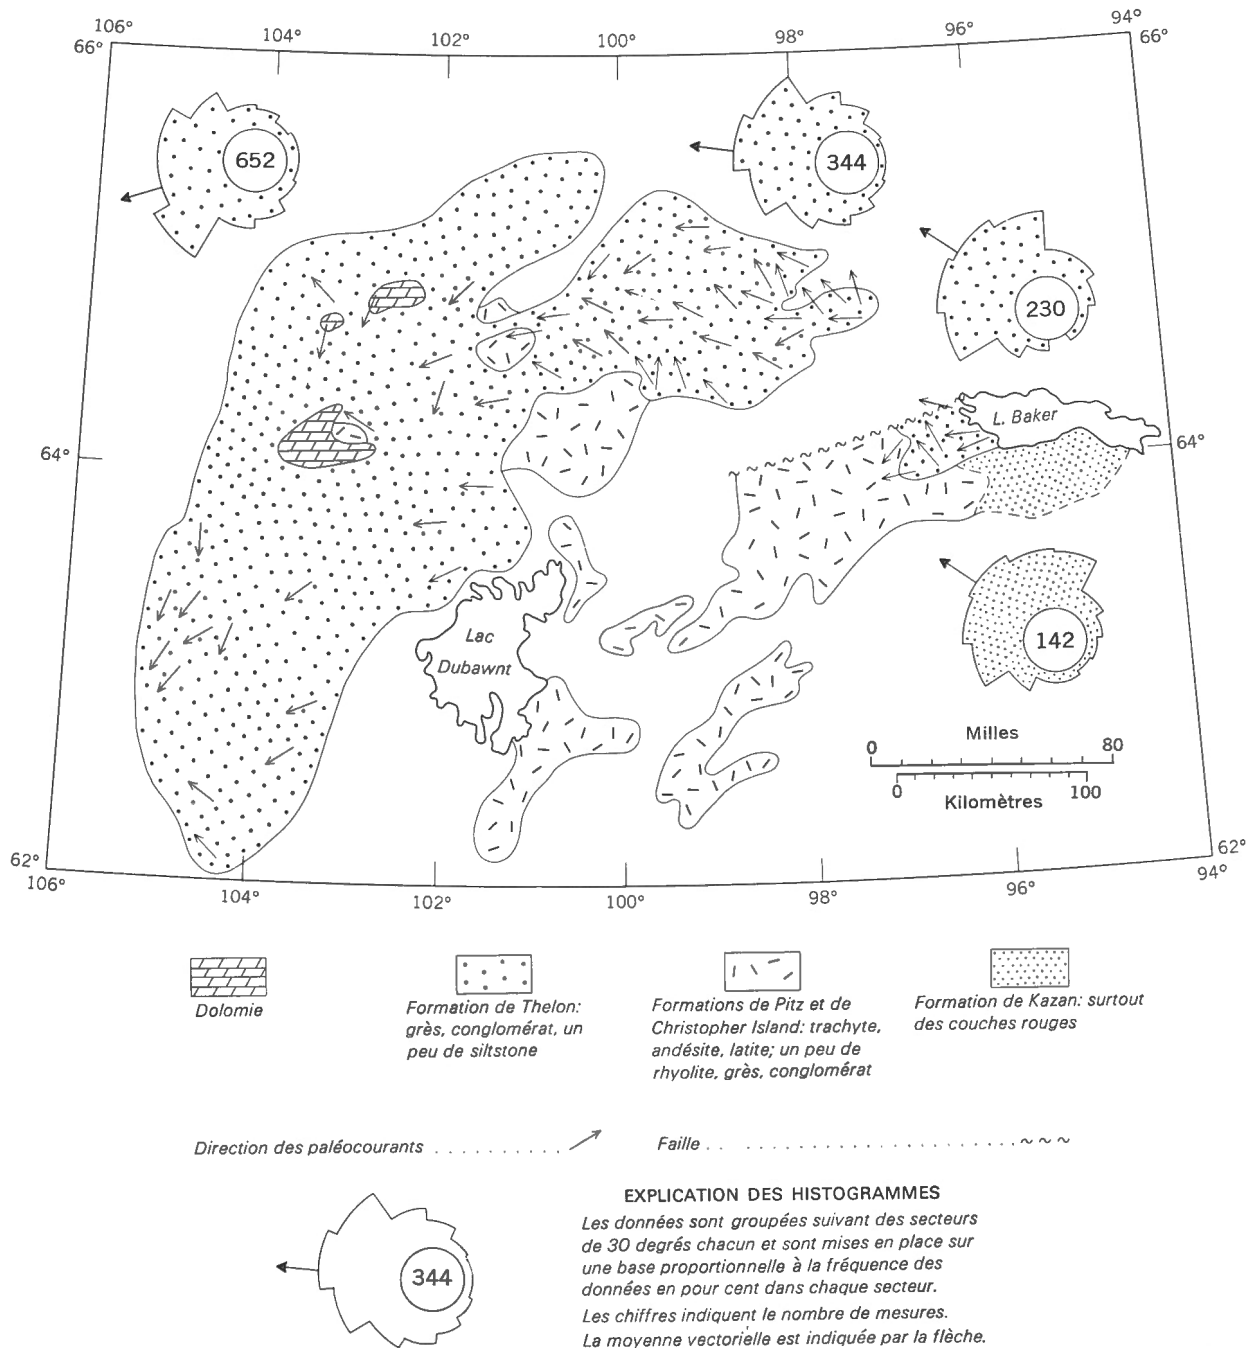 106°
104°
102°
100°
98°
96°
94°
66°
66°
652
344
230
L. Baker
64°
64°
142
Lac
Dubawnt
Milles
0
80
0
100
Kilomètres
62°
62°
106°
104°
102°
100°
98°
96°
94°
Dolomie
Formation de Thelon:
grès, conglomérat, un
peu de siltstone
Formations de Pitz et de
Christopher Island: trachyte,
andésite, latite; un peu de
rhyolite, grès, conglomérat
Formation de Kazan: surtout
des couches rouges
Direction des paléocourants . . . . . . . . . .
Faille . . . . . . . . . . . . . . . . . . . . . . . ~ ~ ~
344
EXPLICATION DES HISTOGRAMMES
Les données sont groupées suivant des secteurs
de 30 degrés chacun et sont mises en place sur
une base proportionnelle à la fréquence des
données en pour cent dans chaque secteur.
Les chiffres indiquent le nombre de mesures.
La moyenne vectorielle est indiquée par la flèche.